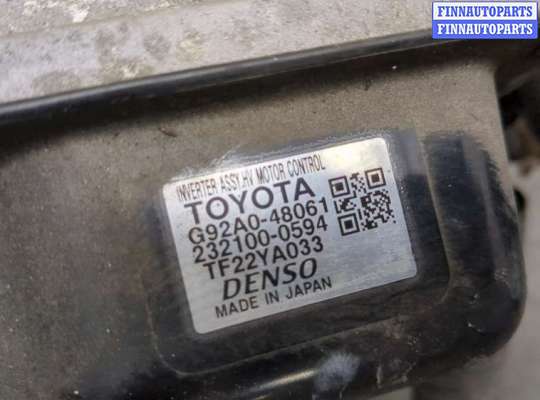 FINNAUTOPARTS
FINNAUTOPARTS
INVERTER ASSY,HV MOTOR CONTROL
TOYOTA
G92A0-48061
232100-0594
TF22YA033
DENSO
MADE IN JAPAN